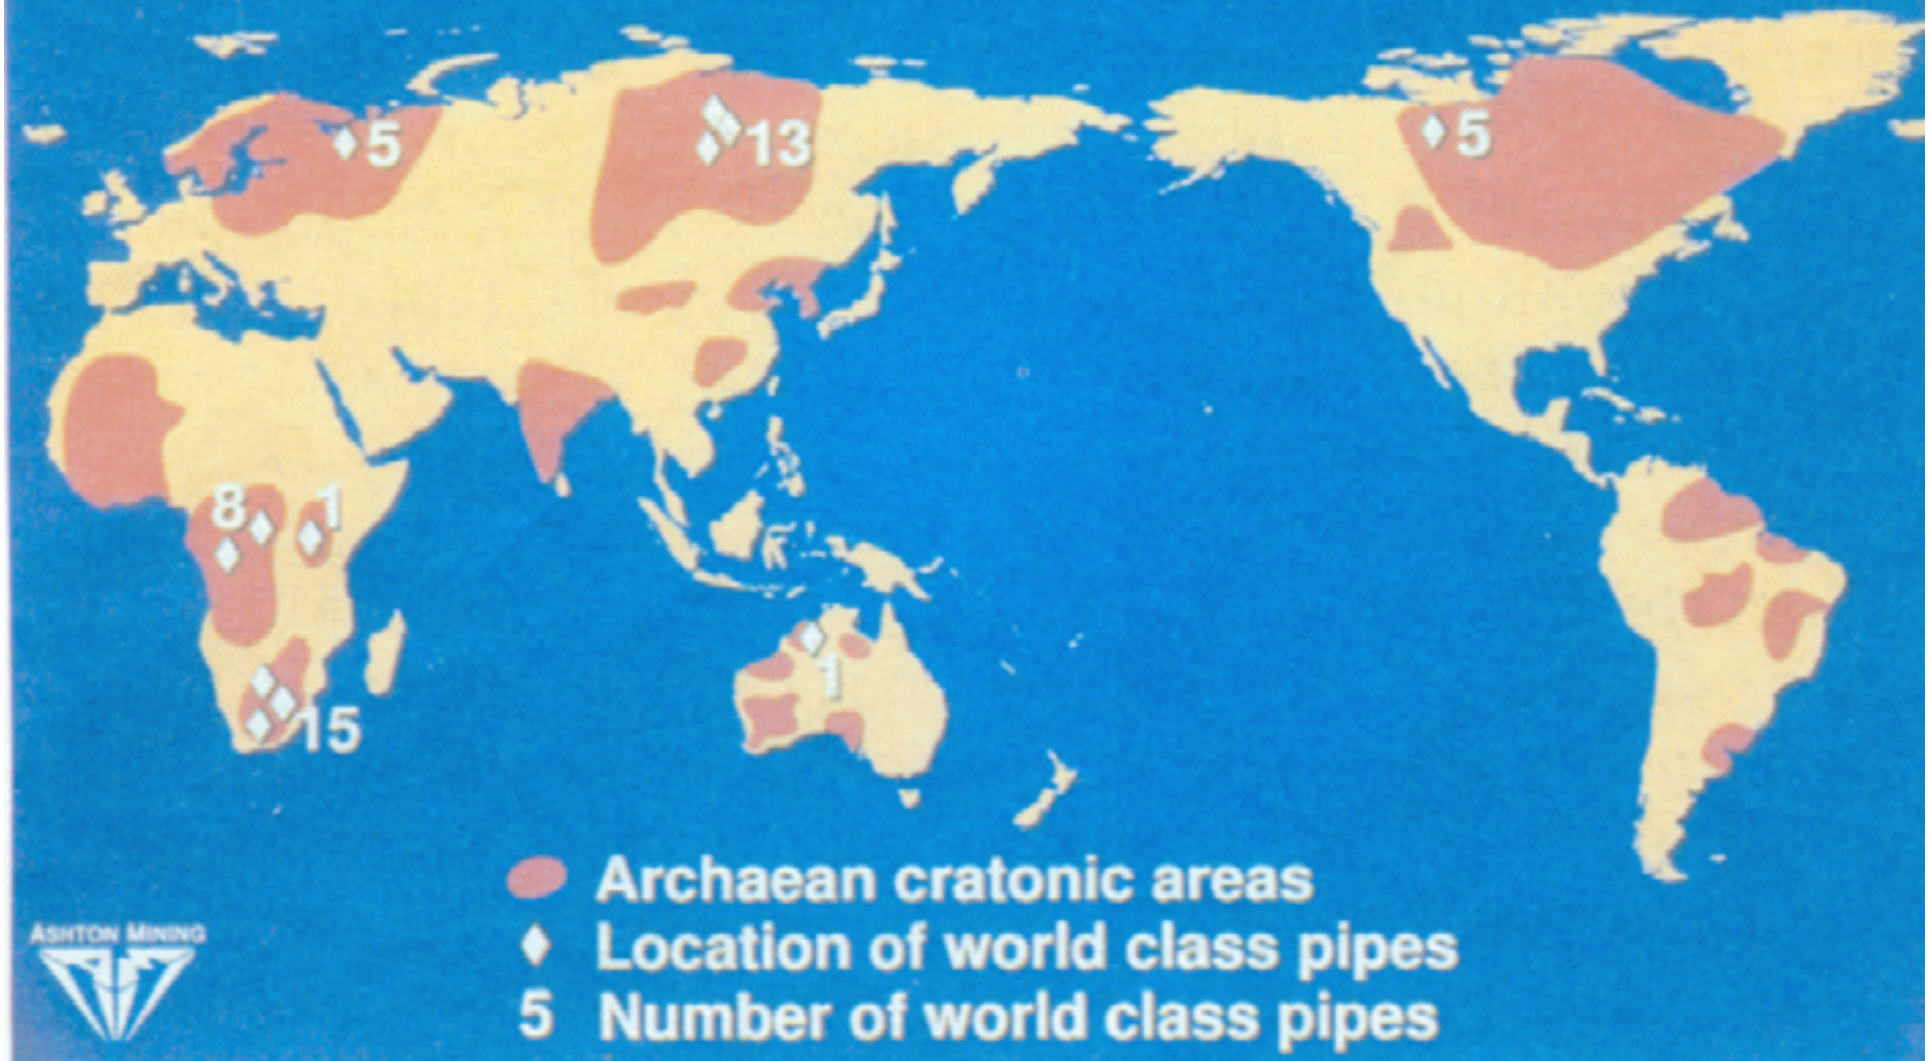 5
13
5
8
1
1
15
Archaean cratonic areas
Location of world class pipes
5 Number of world class pipes
ASHTON MINING